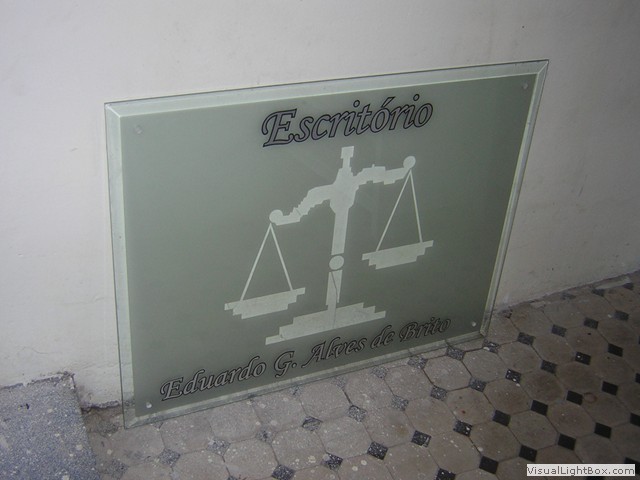 Escritório
Eduardo G. Alves de Brito
VisualLightBox.com